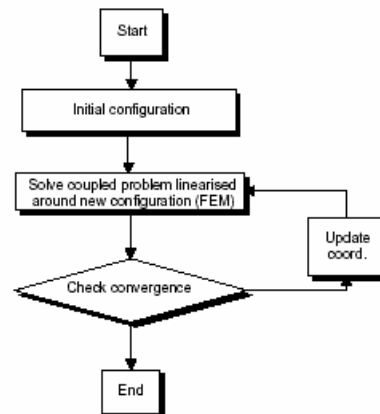 Start
Initial configuration
Solve coupled problem linearised
around new configuration (FEM)
Update
coord.
Check convergence
End